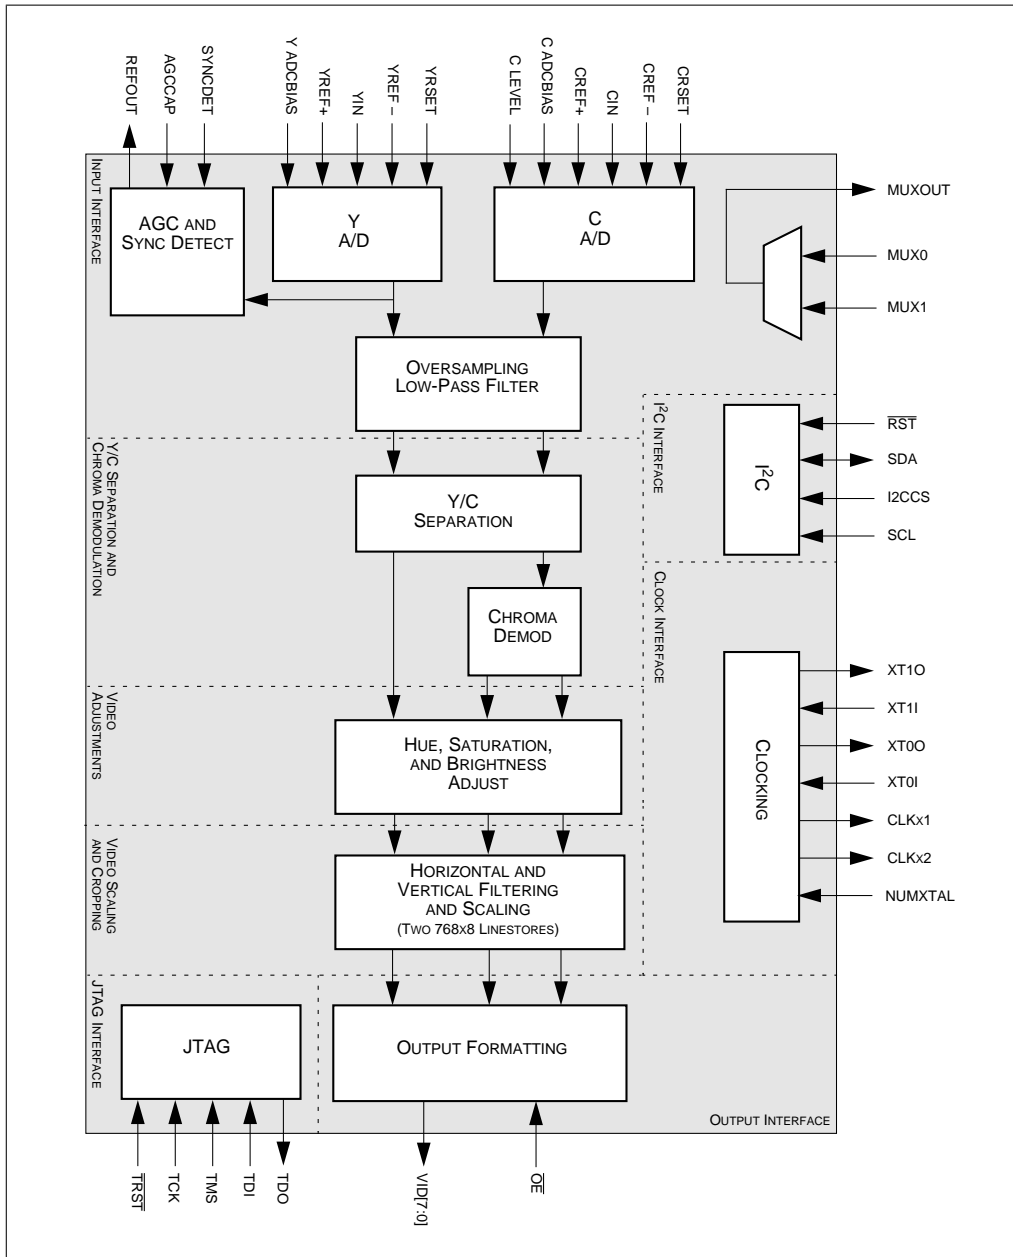 REFOUT
AGCCAP
SYNCDET
Y ADCBIAS
YREF+
YIN
YREF –
YRSET
C LEVEL
C ADCBIAS
CREF+
CIN
CREF –
CRSET
INPUT INTERFACE
AGC AND
SYNC DETECT
Y
A/D
C
A/D
MUXOUT
MUX0
MUX1
OVERSAMPLING
LOW-PASS FILTER
I²C INTERFACE
I²C
RST
SDA
I2CCS
SCL
Y/C SEPARATION AND
CHROMA DEMODULATION
Y/C
SEPARATION
CHROMA
DEMOD
CLOCK INTERFACE
CLOCKING
XT1O
XT1I
XT0O
XT0I
CLKX1
CLKX2
NUMXTAL
VIDEO
ADJUSTMENTS
HUE, SATURATION,
AND BRIGHTNESS
ADJUST
VIDEO SCALING
AND CROPPING
HORIZONTAL AND
VERTICAL FILTERING
AND SCALING
(TWO 768X8 LINESTORES)
JTAG INTERFACE
JTAG
OUTPUT FORMATTING
OUTPUT INTERFACE
TRST
TCK
TMS
TDI
TDO
VID[7:0]
OE